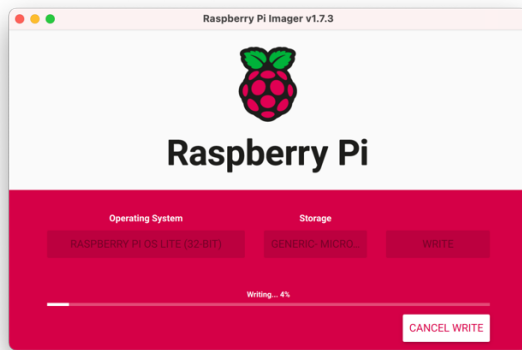 Raspberry Pi Imager v1.7.3
Raspberry Pi
Operating System
Storage
RASPBERRY PI OS LITE (32-BIT)
GENERIC- MICRO...
WRITE
Writing... 4%
CANCEL WRITE